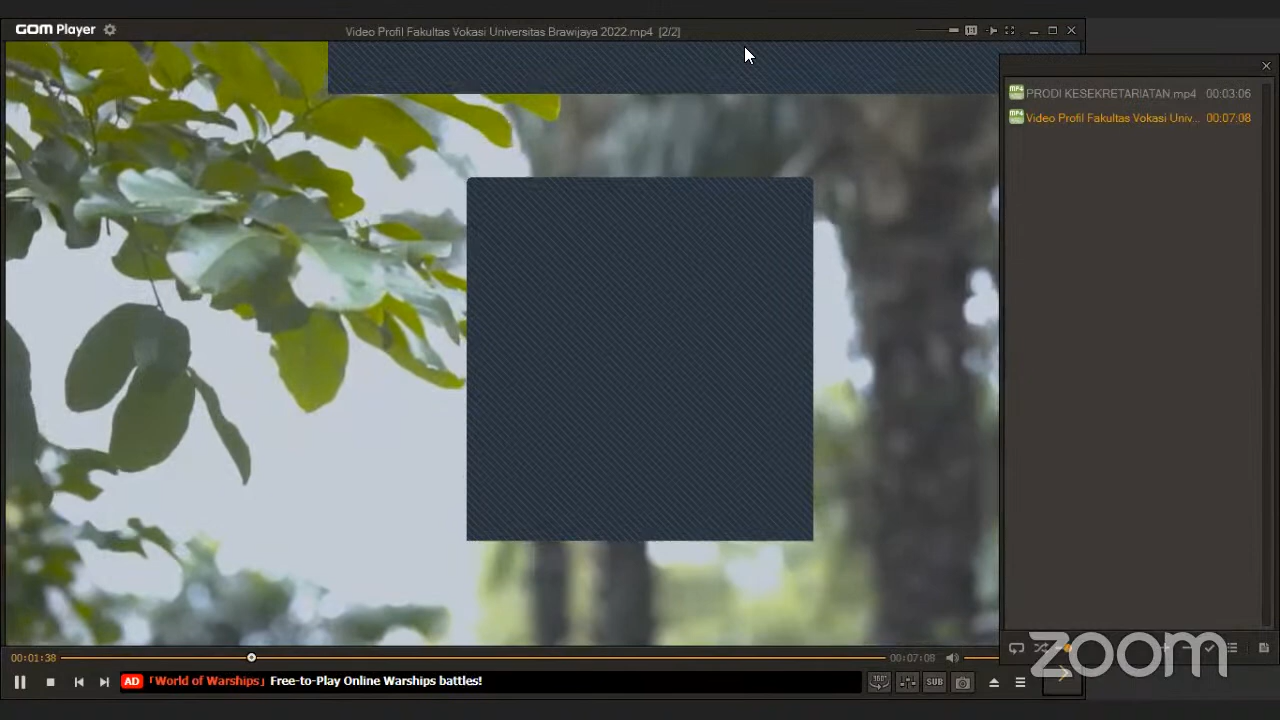 GOM Player
Video Profil Fakultas Vokasi Universitas Brawijaya 2022.mp4 [2/2]
PRODI KESEKRETARIATAN.mp4 00:03:06
Video Profil Fakultas Vokasi Univ... 00:07:08
00:01:38
00:07:08
AD 「World of Warships」 Free-to-Play Online Warships battles!
360°
SUB
zoom